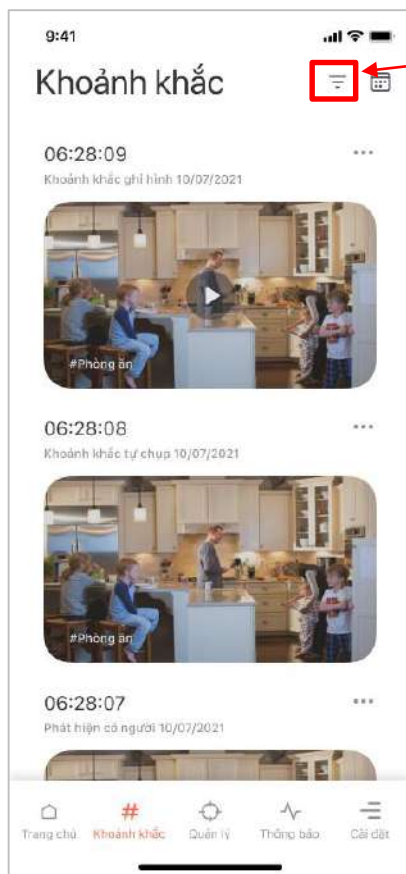 9:41
Khoảnh khắc
06:28:09
Khoảnh khắc ghi hình 10/07/2021
#Phòng ăn
06:28:08
Khoảnh khắc tự chụp 10/07/2021
#Phòng ăn
06:28:07
Phát hiện có người 10/07/2021
Trang chủ Khoảnh khắc Quản lý Thông báo Cài đặt